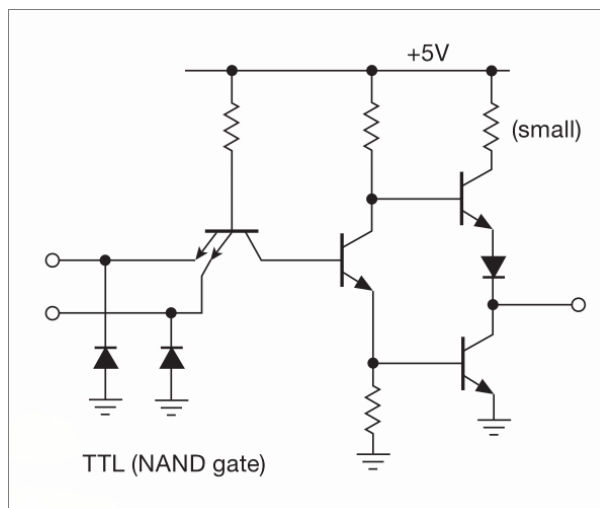 +5V
(small)
TTL (NAND gate)